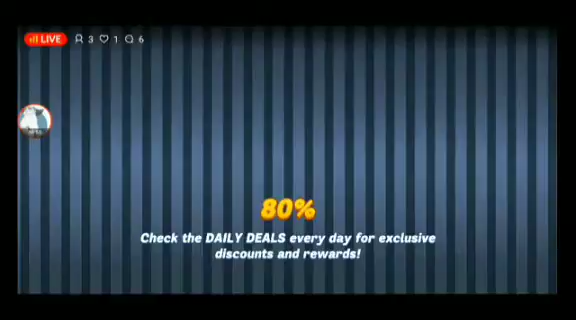 LIVE 3 1 6
80%
Check the DAILY DEALS every day for exclusive
discounts and rewards!